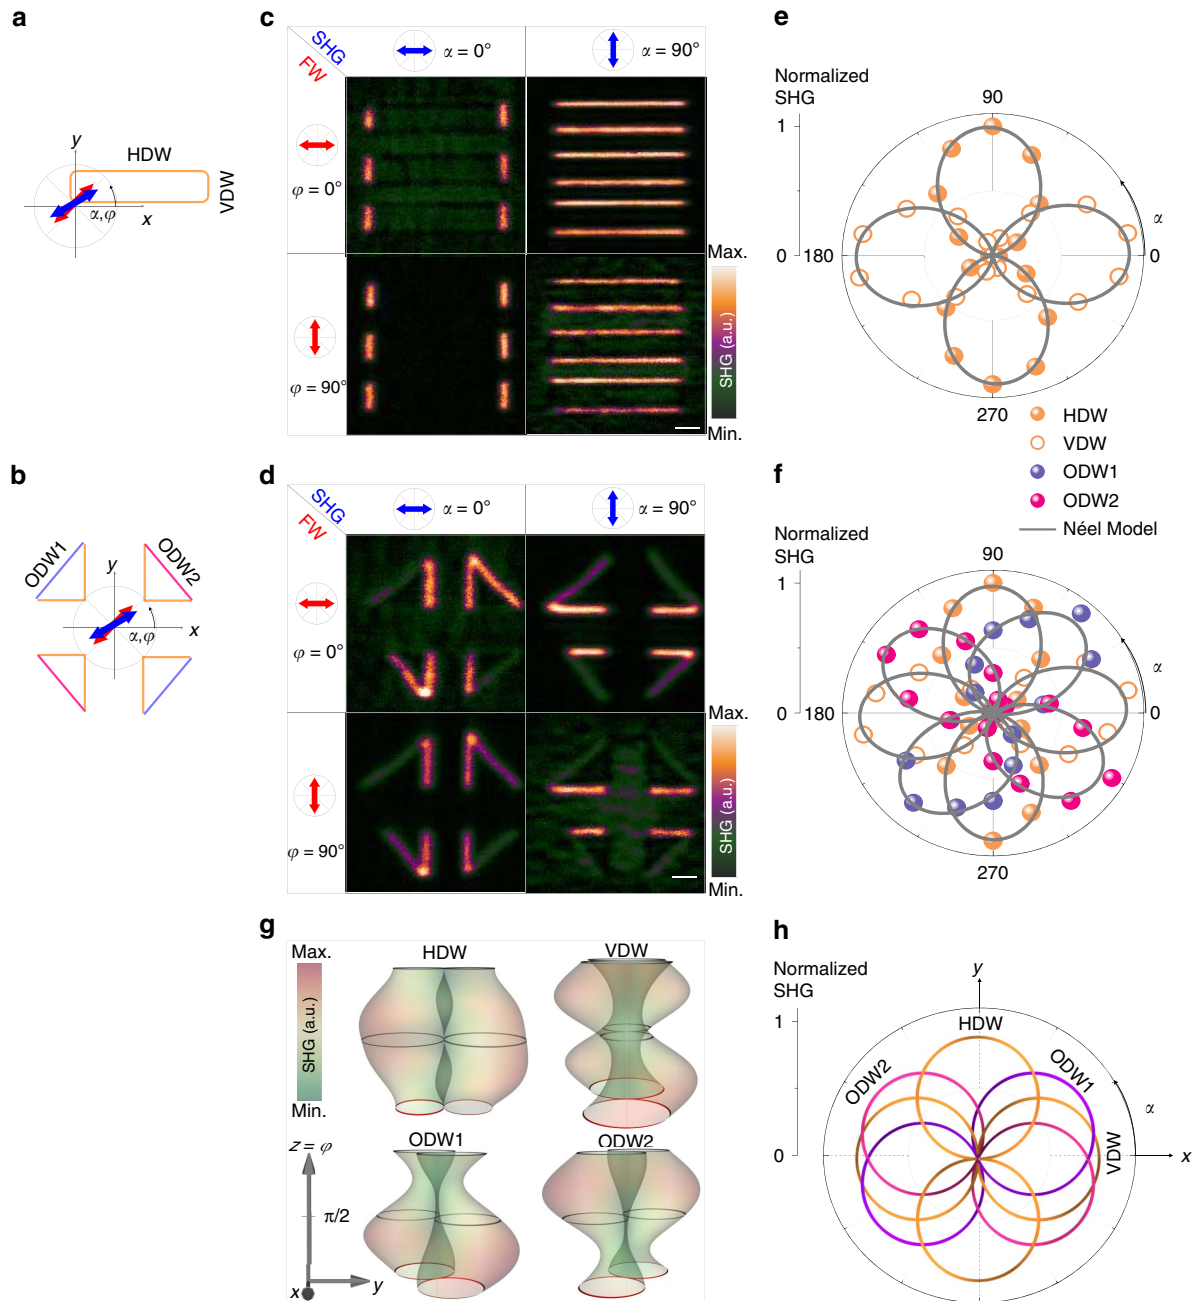 a
y
HDW
VDW
α,φ
x
c
SHG
FW
α = 0°
α = 90°
φ = 0°
φ = 90°
Max.
SHG (a.u.)
Min.
e
Normalized
SHG
90
1
α
0
180
0
270
HDW
VDW
ODW1
ODW2
Néel Model
b
ODW1
ODW2
y
α,φ
x
d
SHG
FW
α = 0°
α = 90°
φ = 0°
φ = 90°
Max.
SHG (a.u.)
Min.
f
Normalized
SHG
90
1
α
0
180
0
270
g
Max.
SHG (a.u.)
Min.
HDW
VDW
ODW1
ODW2
z = φ
π/2
x
y
h
Normalized
SHG
y
1
HDW
ODW2
ODW1
α
VDW
0
x